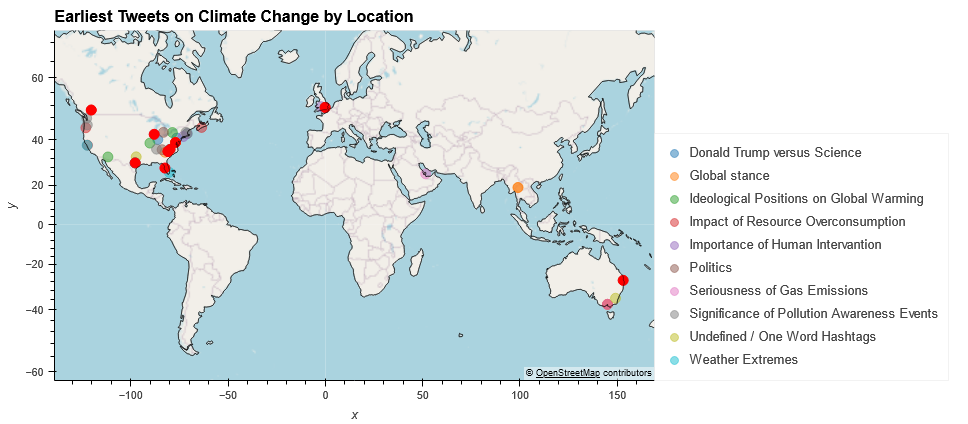 Earliest Tweets on Climate Change by Location
60
40
20
0
−20
−40
−60
y
−100
−50
0
50
100
150
x
© OpenStreetMap contributors
Donald Trump versus Science
Global stance
Ideological Positions on Global Warming
Impact of Resource Overconsumption
Importance of Human Intervantion
Politics
Seriousness of Gas Emissions
Significance of Pollution Awareness Events
Undefined / One Word Hashtags
Weather Extremes